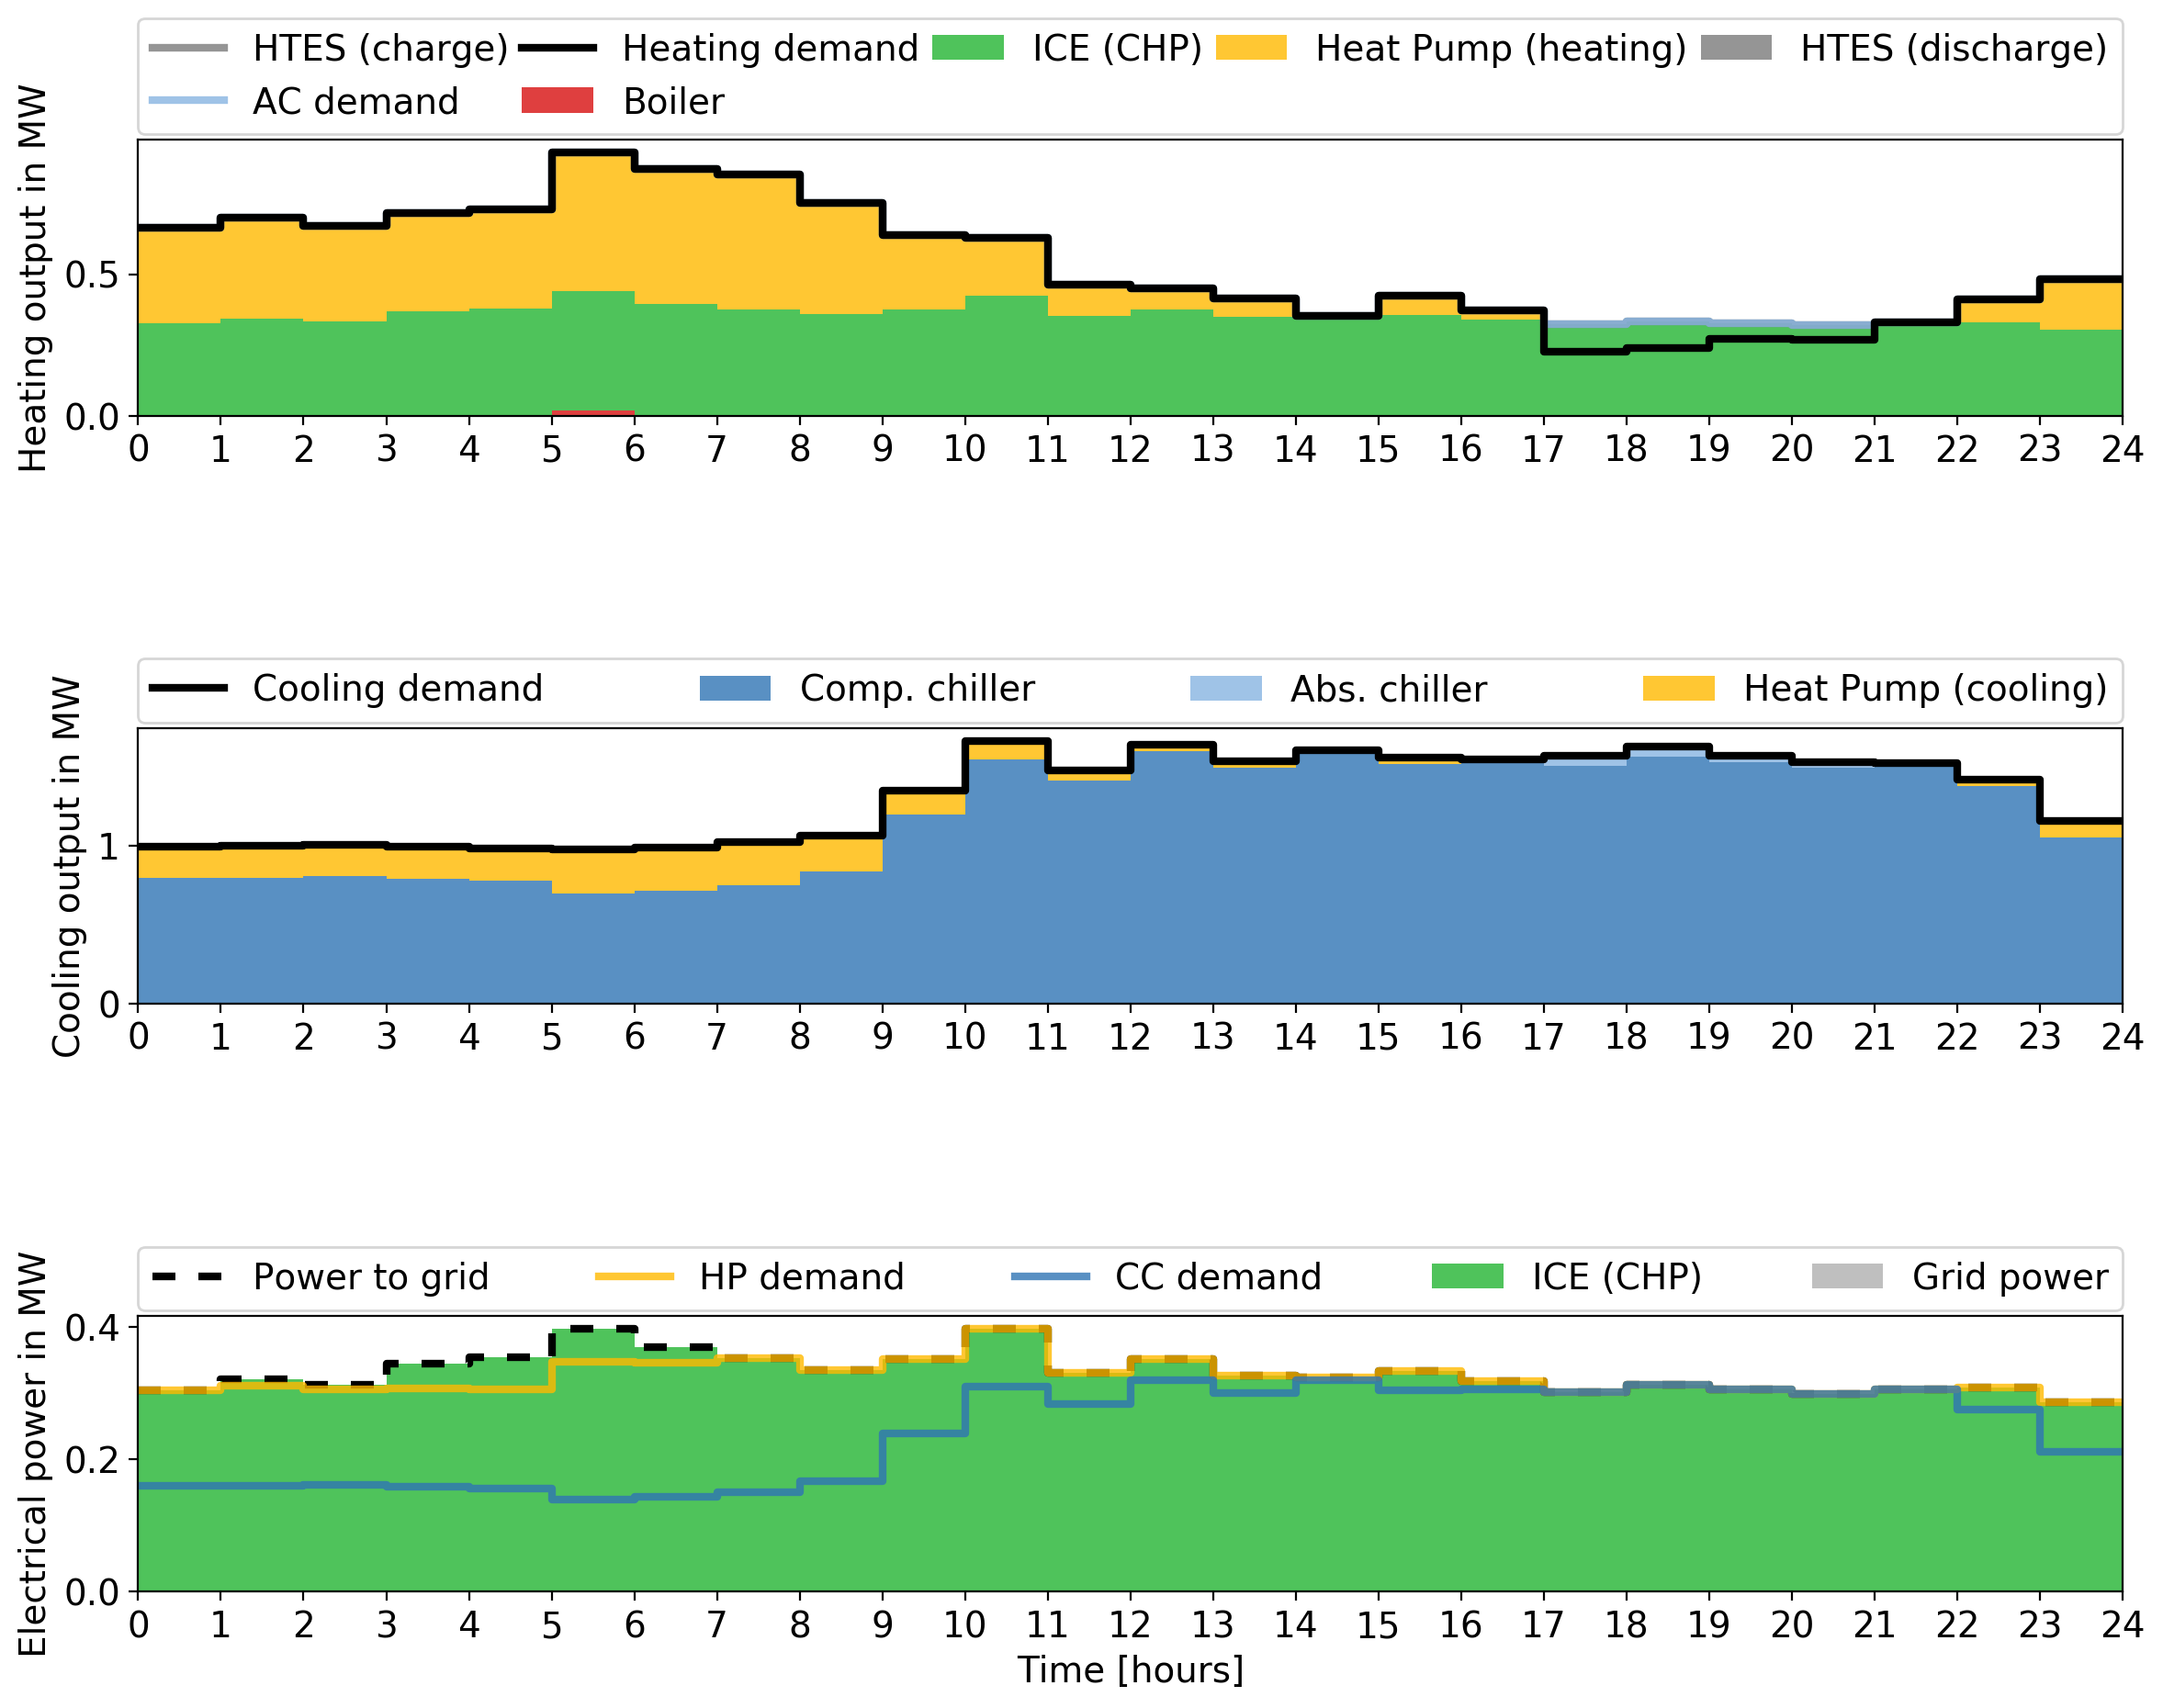 HTES (charge) Heating demand ICE (CHP) Heat Pump (heating) HTES (discharge)
AC demand Boiler
Heating output in MW
0.5
0.0
0 1 2 3 4 5 6 7 8 9 10 11 12 13 14 15 16 17 18 19 20 21 22 23 24
Cooling demand Comp. chiller Abs. chiller Heat Pump (cooling)
Cooling output in MW
1
0
0 1 2 3 4 5 6 7 8 9 10 11 12 13 14 15 16 17 18 19 20 21 22 23 24
Power to grid HP demand CC demand ICE (CHP) Grid power
Electrical power in MW
0.4
0.2
0.0
0 1 2 3 4 5 6 7 8 9 10 11 12 13 14 15 16 17 18 19 20 21 22 23 24
Time [hours]